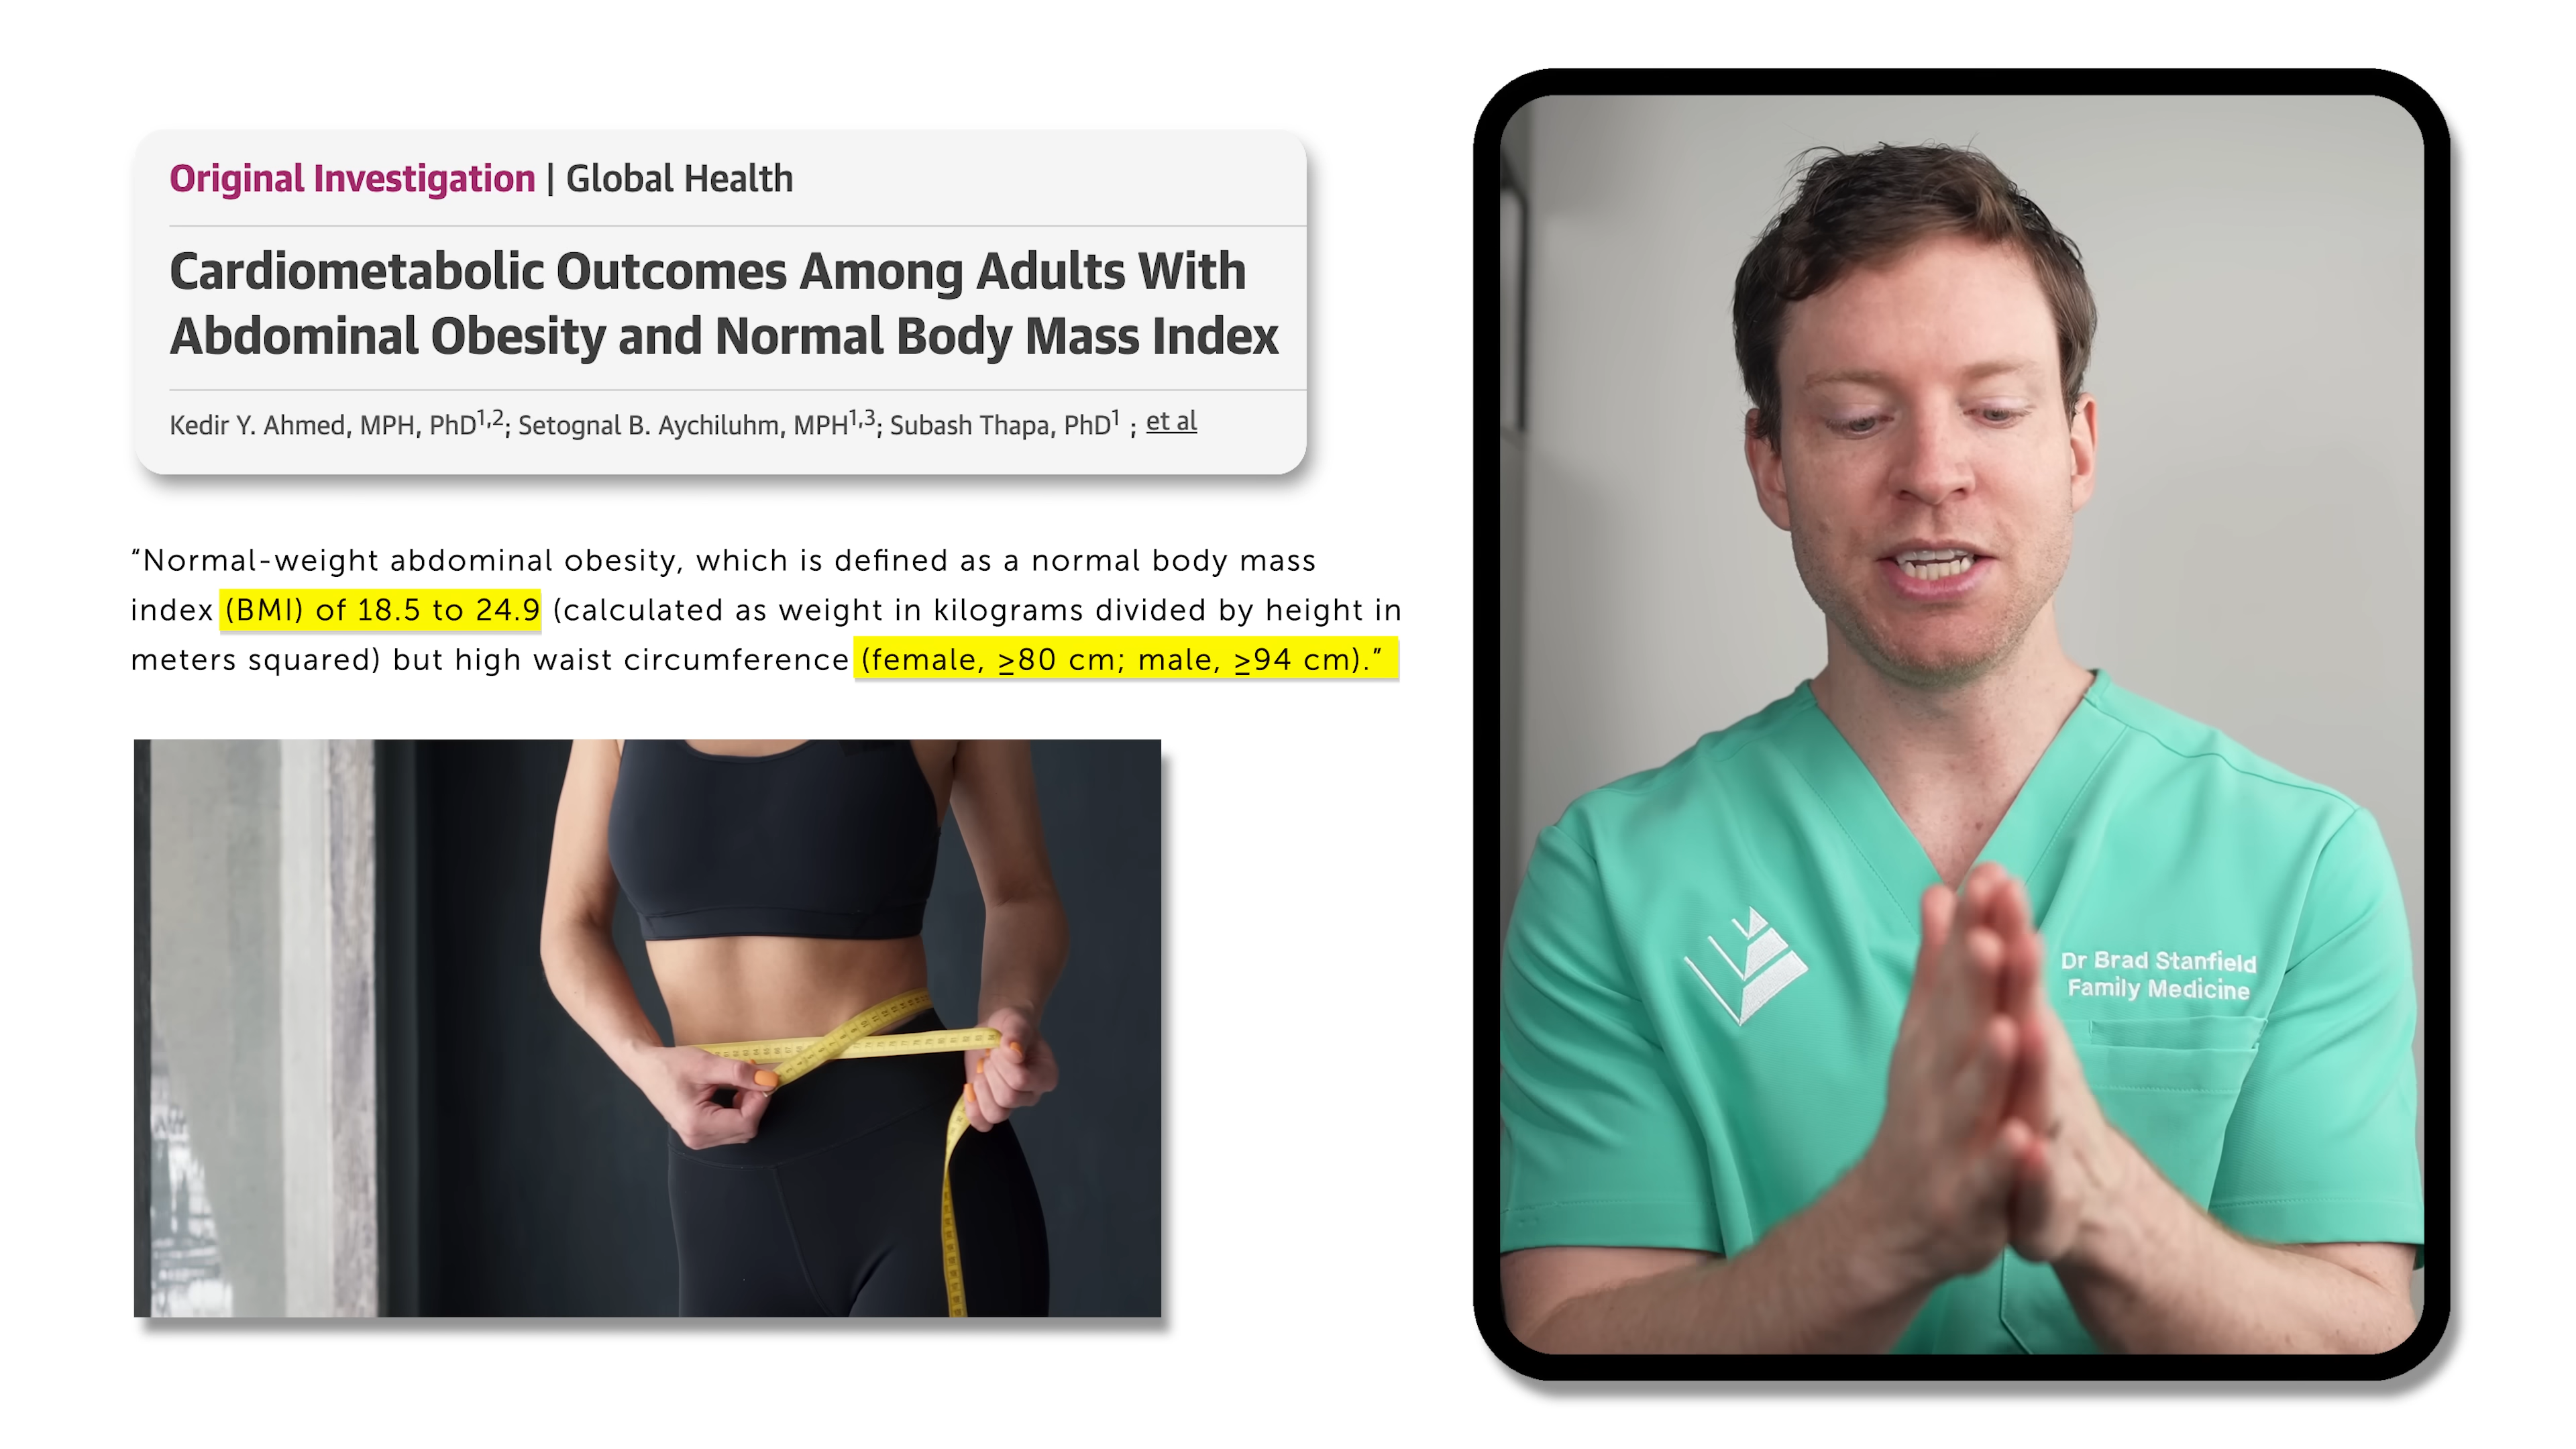 Original Investigation | Global Health
Cardiometabolic Outcomes Among Adults With
Abdominal Obesity and Normal Body Mass Index
Kedir Y. Ahmed, MPH, PhD1,2; Setognal B. Aychiluhm, MPH1,3; Subash Thapa, PhD1 ; et al
“Normal-weight abdominal obesity, which is defined as a normal body mass
index (BMI) of 18.5 to 24.9 (calculated as weight in kilograms divided by height in
meters squared) but high waist circumference (female, ≥80 cm; male, ≥94 cm).”
Dr Brad Stanfield
Family Medicine